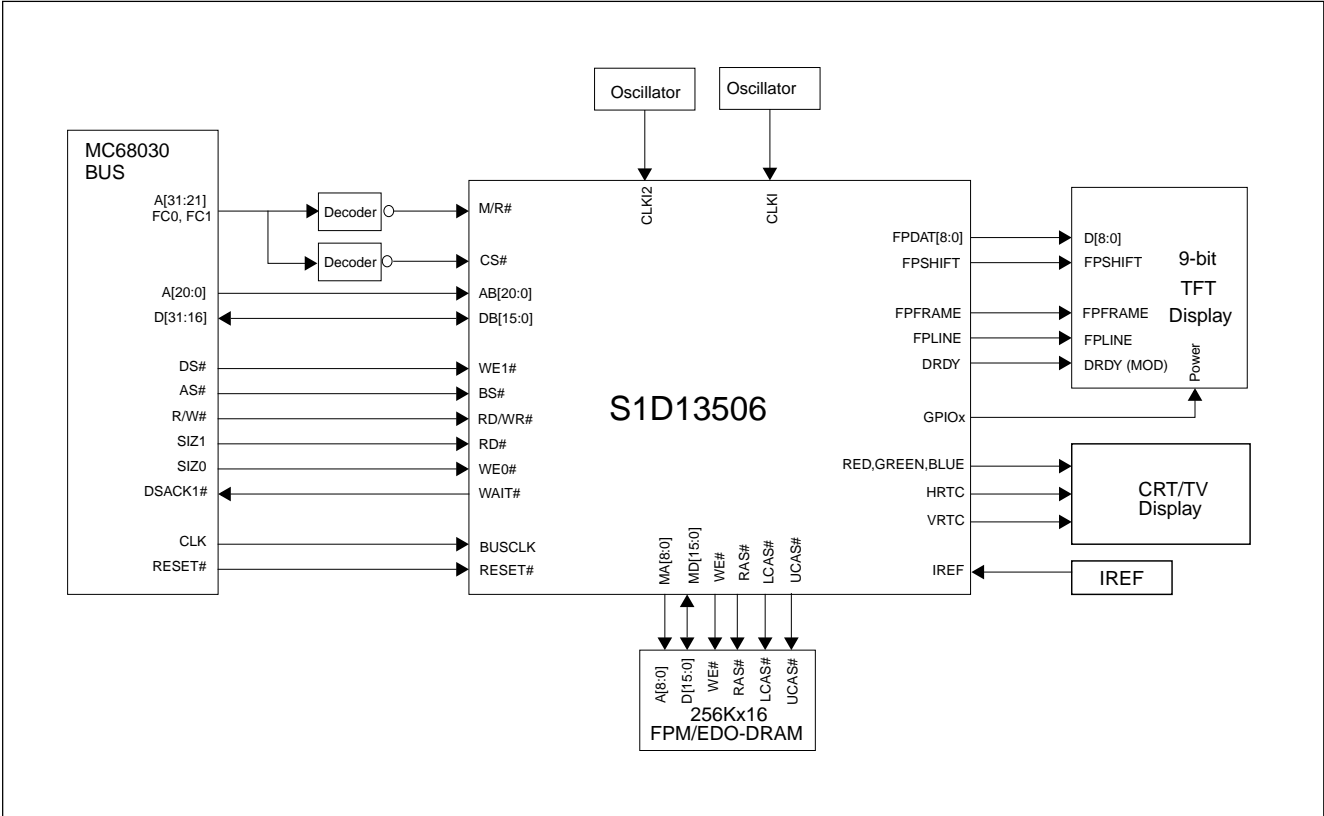 Oscillator
Oscillator
MC68030
BUS
A[31:21]
FC0, FC1
Decoder
Decoder
A[20:0]
D[31:16]
DS#
AS#
R/W#
SIZ1
SIZ0
DSACK1#
CLK
RESET#
M/R#
CS#
AB[20:0]
DB[15:0]
WE1#
BS#
RD/WR#
RD#
WE0#
WAIT#
BUSCLK
RESET#
CLKI2
CLKI
S1D13506
FPDAT[8:0]
FPSHIFT
FPFRAME
FPLINE
DRDY
GPIOx
RED,GREEN,BLUE
HRTC
VRTC
IREF
D[8:0]
FPSHIFT
FPFRAME
FPLINE
DRDY (MOD)
9-bit
TFT
Display
Power
CRT/TV
Display
IREF
MA[8:0]
MD[15:0]
WE#
RAS#
LCAS#
UCAS#
A[8:0]
D[15:0]
WE#
RAS#
LCAS#
UCAS#
256Kx16
FPM/EDO-DRAM